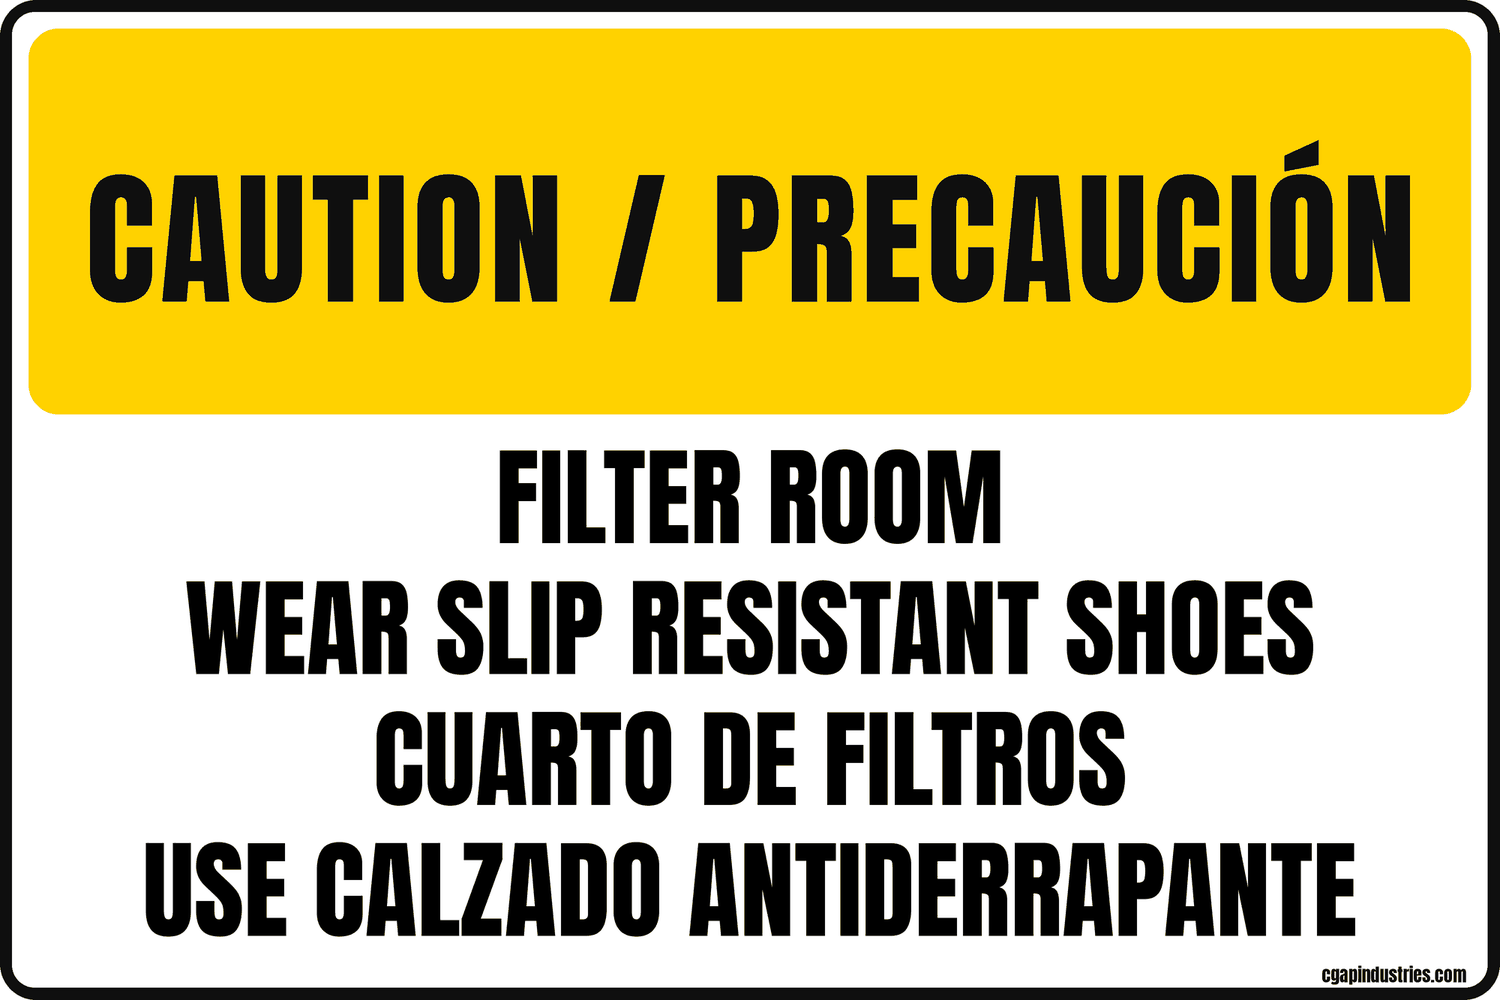 CAUTION / PRECAUCIÓN
FILTER ROOM
WEAR SLIP RESISTANT SHOES
CUARTO DE FILTROS
USE CALZADO ANTIDERRAPANTE
cgapindustries.com